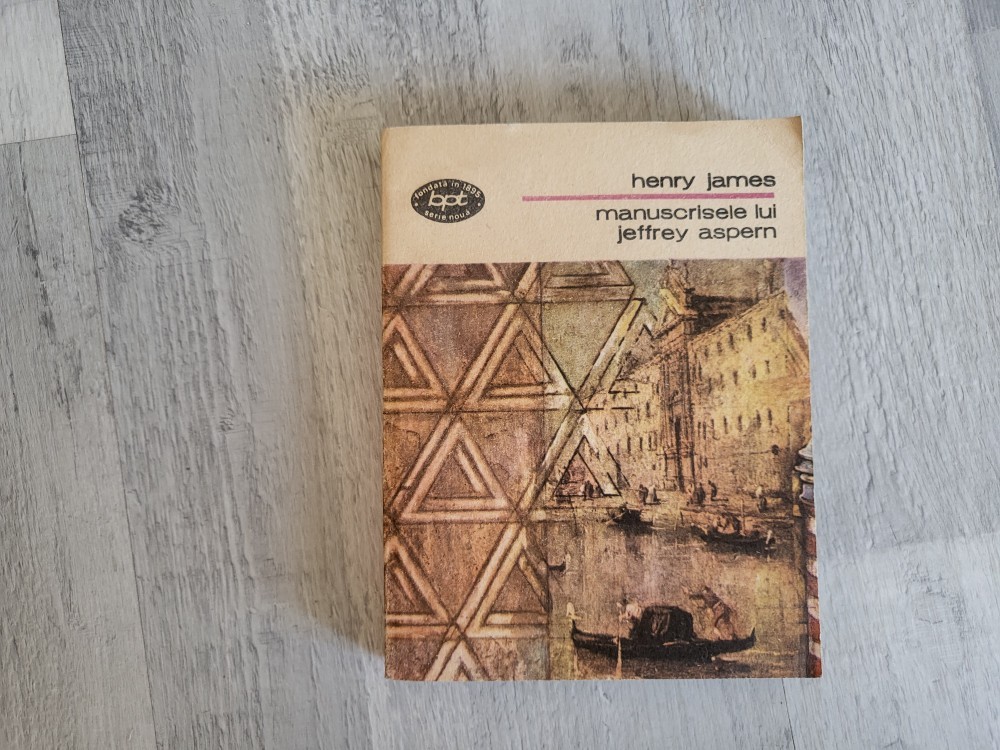 fondată în 1895
bpt
serie nouă
henry james
manuscrisele lui
jeffrey aspern